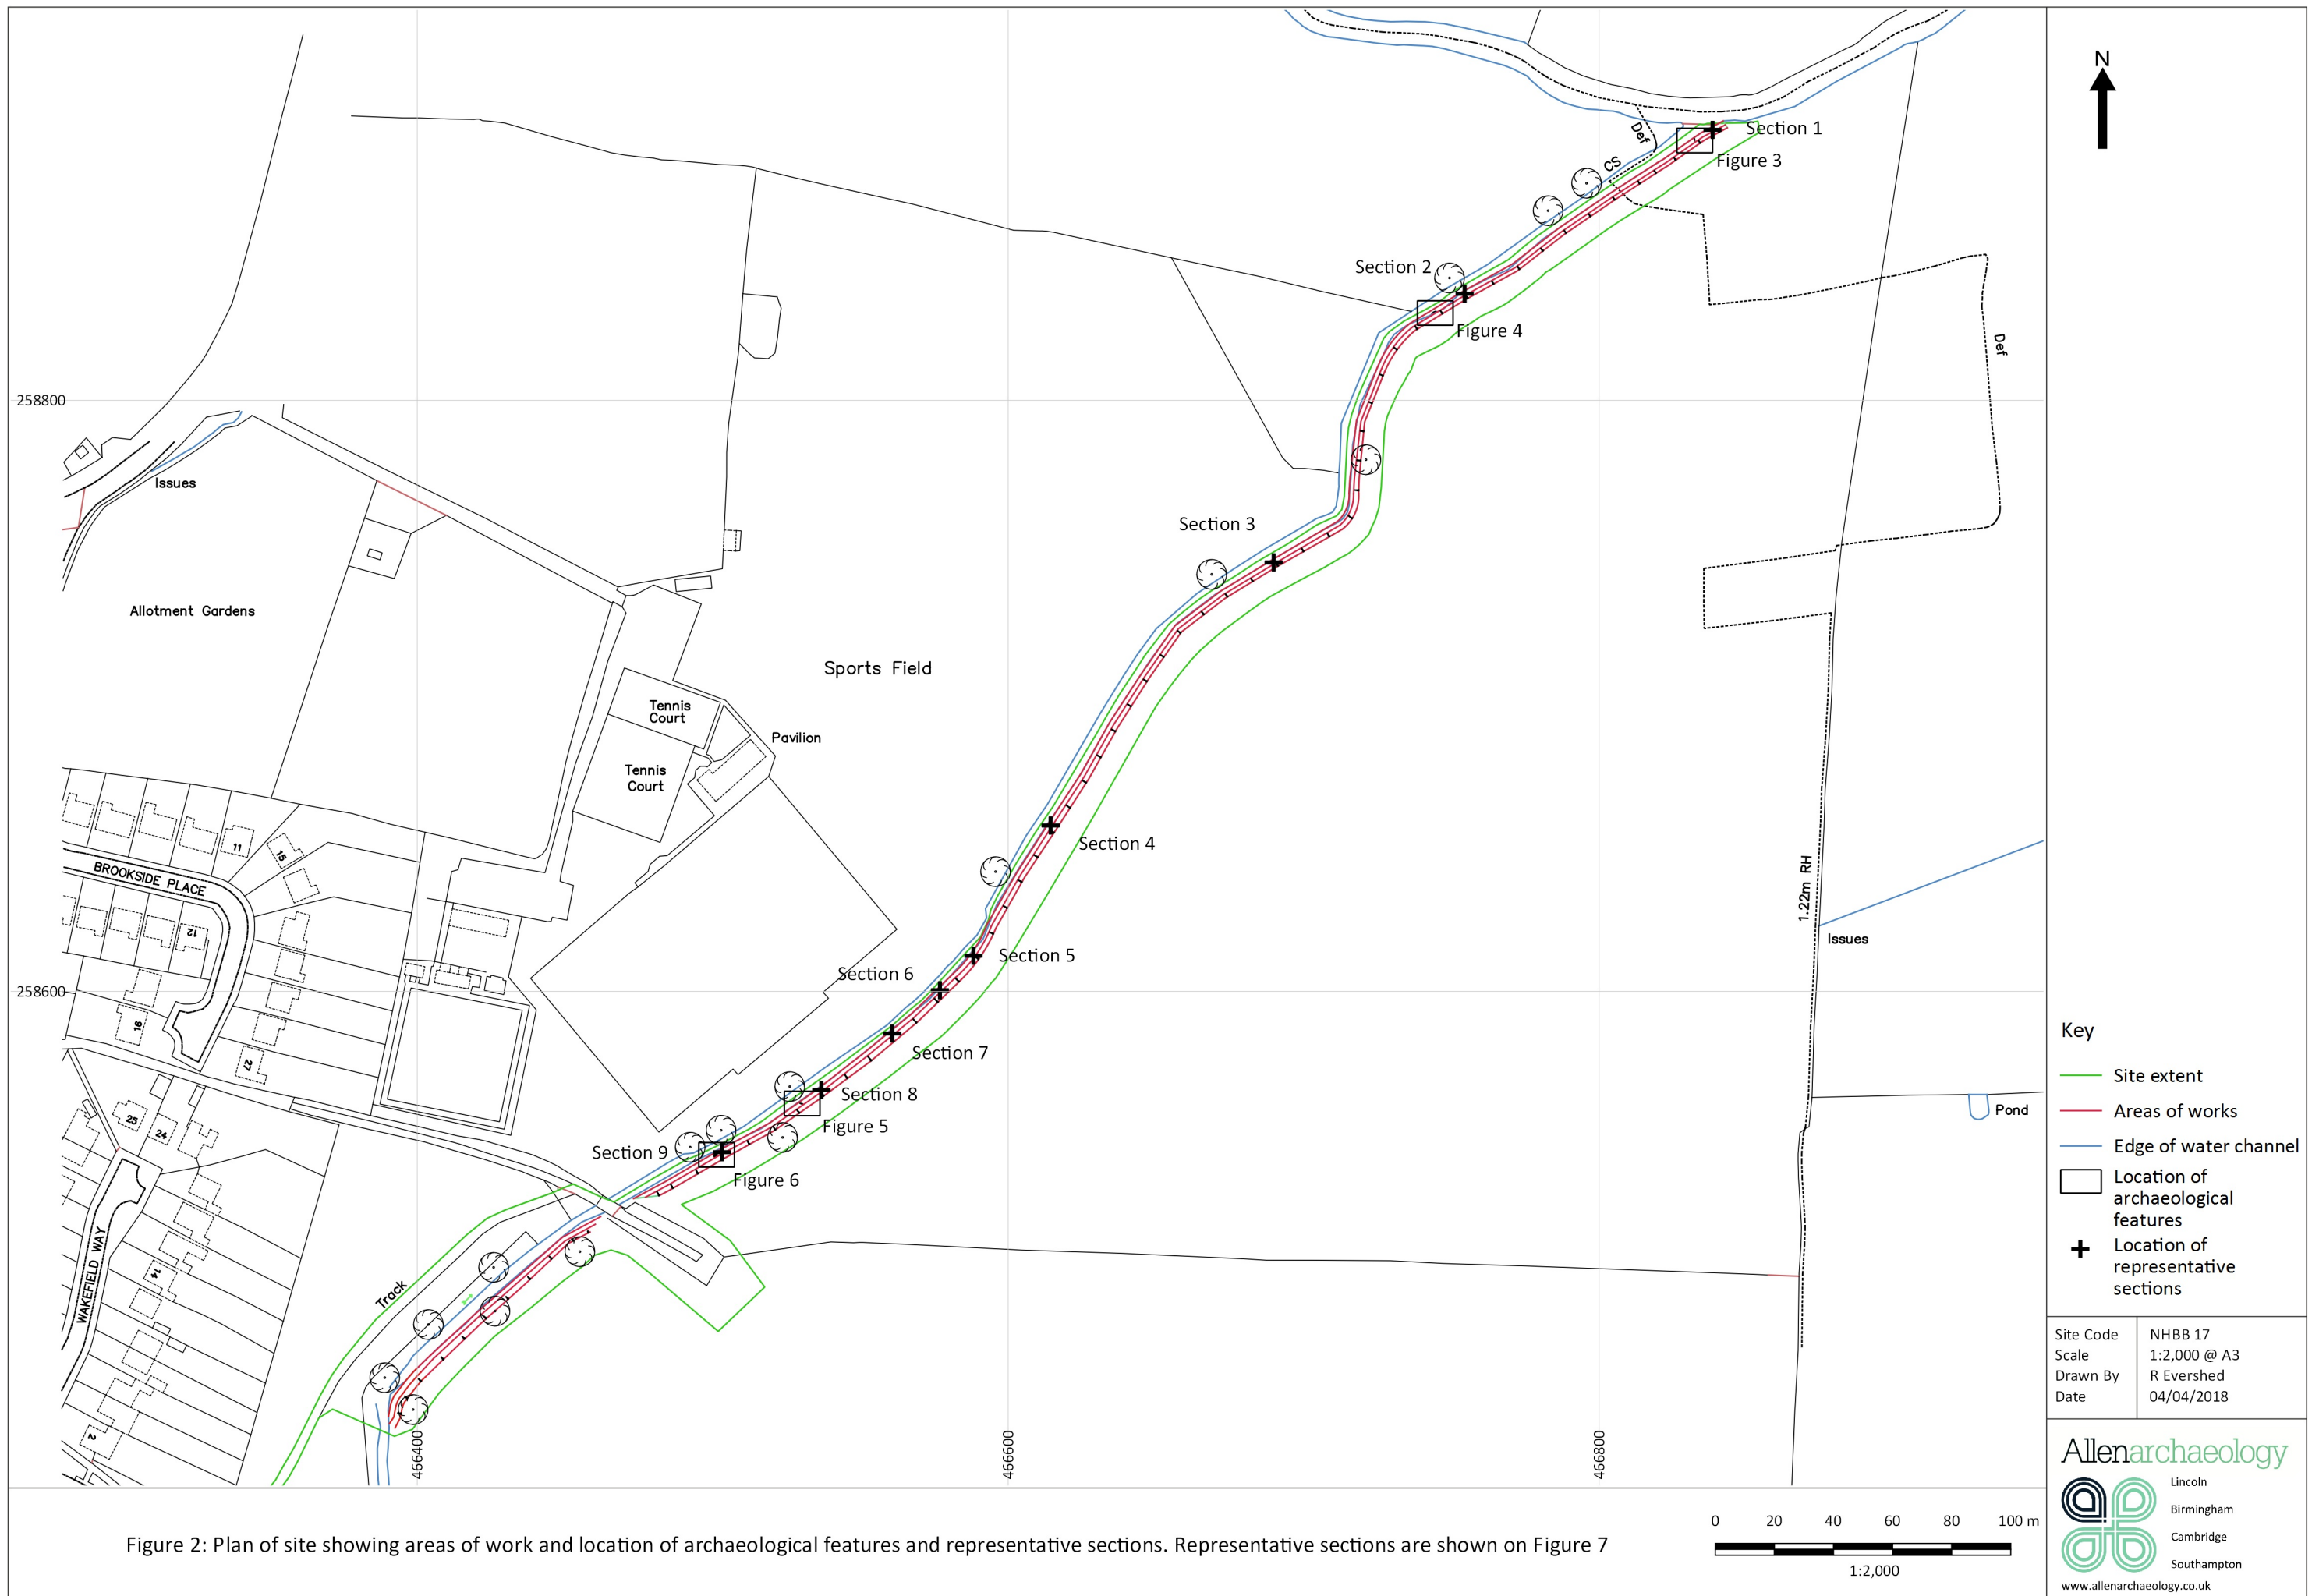 N
Section 1
Def
Figure 3
CS
Section 2
Figure 4
Def
258800
Issues
Section 3
Allotment Gardens
Sports Field
Tennis
Court
Pavilion
Tennis
Court
11
15
Section 4
BROOKSIDE PLACE
12
1.22m RH
Issues
Section 5
Section 6
258600
16
27
Section 7
Section 8
25
24
Figure 5
Section 9
Figure 6
Pond
WAKEFIELD WAY
14
Track
2
466400
466600
466800
Key
Site extent
Areas of works
Edge of water channel
Location of
archaeological
features
Location of
representative
sections
Site Code NHBB 17
Scale 1:2,000 @ A3
Drawn By R Evershed
Date 04/04/2018
Allenarchaeology
Lincoln
Birmingham
Cambridge
Southampton
www.allenarchaeology.co.uk
Figure 2: Plan of site showing areas of work and location of archaeological features and representative sections. Representative sections are shown on Figure 7
0 20 40 60 80 100 m
1:2,000